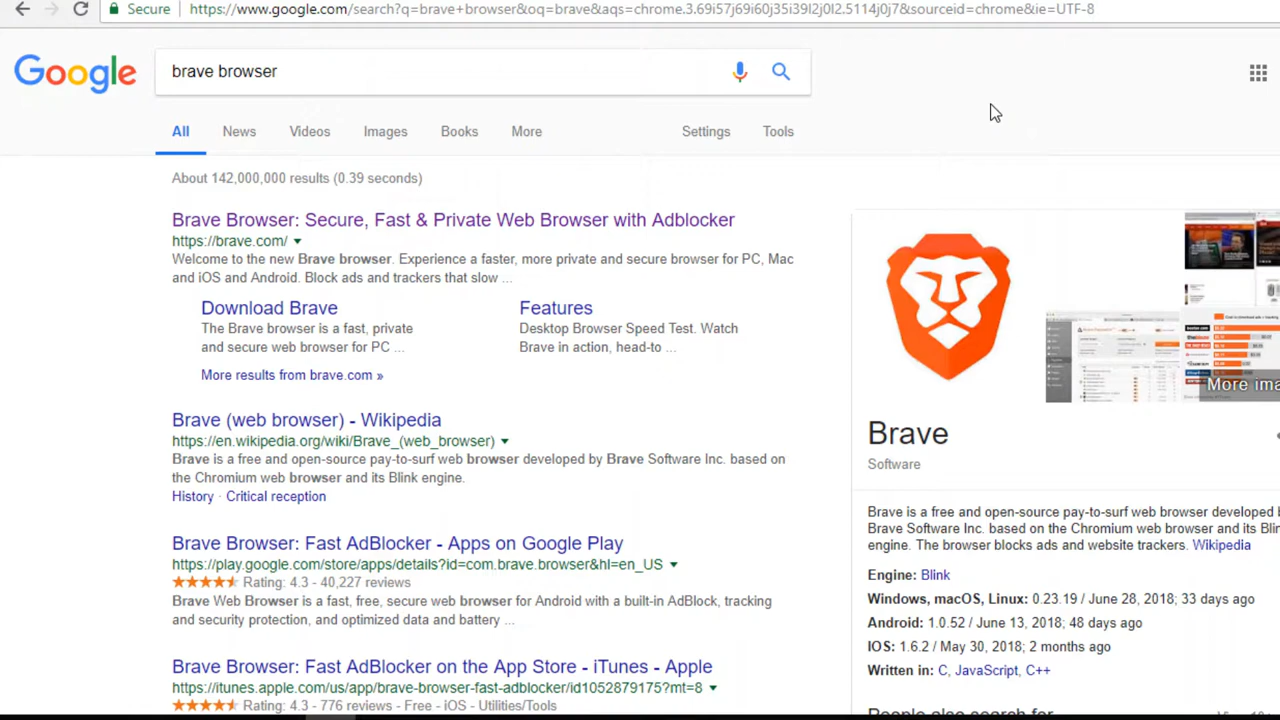 Secure https://www.google.com/search?q=brave+browser&oq=brave&aqs=chrome.3.69i57j69i60j35i39l2j0l2.5114j0j7&sourceid=chrome&ie=UTF-8
Google
brave browser
All News Videos Images Books More Settings Tools
About 142,000,000 results (0.39 seconds)
Brave Browser: Secure, Fast & Private Web Browser with Adblocker
https://brave.com/
Welcome to the new Brave browser. Experience a faster, more private and secure browser for PC, Mac
and iOS and Android. Block ads and trackers that slow ...
Download Brave
The Brave browser is a fast, private
and secure web browser for PC ...
Features
Desktop Browser Speed Test. Watch
Brave in action, head-to ...
More results from brave.com »
Brave (web browser) - Wikipedia
https://en.wikipedia.org/wiki/Brave_(web_browser)
Brave is a free and open-source pay-to-surf web browser developed by Brave Software Inc. based on
the Chromium web browser and its Blink engine.
History · Critical reception
Brave Browser: Fast AdBlocker - Apps on Google Play
https://play.google.com/store/apps/details?id=com.brave.browser&hl=en_US
Rating: 4.3 - 40,227 reviews
Brave Web Browser is a fast, free, secure web browser for Android with a built-in AdBlock, tracking
and security protection, and optimized data and battery ...
Brave Browser: Fast AdBlocker on the App Store - iTunes - Apple
https://itunes.apple.com/us/app/brave-browser-fast-adblocker/id1052879175?mt=8
Rating: 4.3 - 776 reviews - Free - iOS - Utilities/Tools
More ima
Brave
Software
Brave is a free and open-source pay-to-surf web browser developed
Brave Software Inc. based on the Chromium web browser and its Blin
engine. The browser blocks ads and website trackers. Wikipedia
Engine: Blink
Windows, macOS, Linux: 0.23.19 / June 28, 2018; 33 days ago
Android: 1.0.52 / June 13, 2018; 48 days ago
IOS: 1.6.2 / May 30, 2018; 2 months ago
Written in: C, JavaScript, C++
People also search for